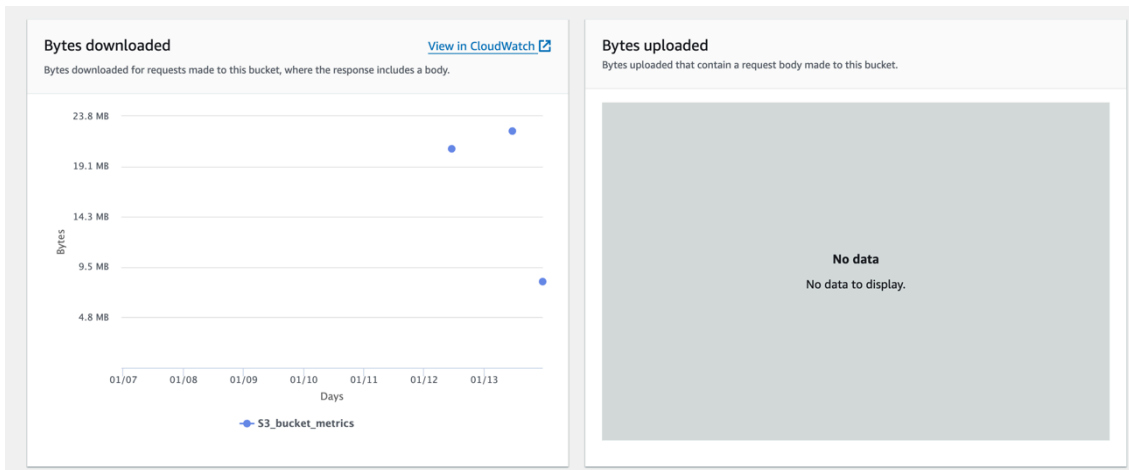 Bytes downloaded
View in CloudWatch
Bytes downloaded for requests made to this bucket, where the response includes a body.
23.8 MB
19.1 MB
14.3 MB
9.5 MB
4.8 MB
Bytes
01/07 01/08 01/09 01/10 01/11 01/12 01/13
Days
S3_bucket_metrics
Bytes uploaded
Bytes uploaded that contain a request body made to this bucket.
No data
No data to display.